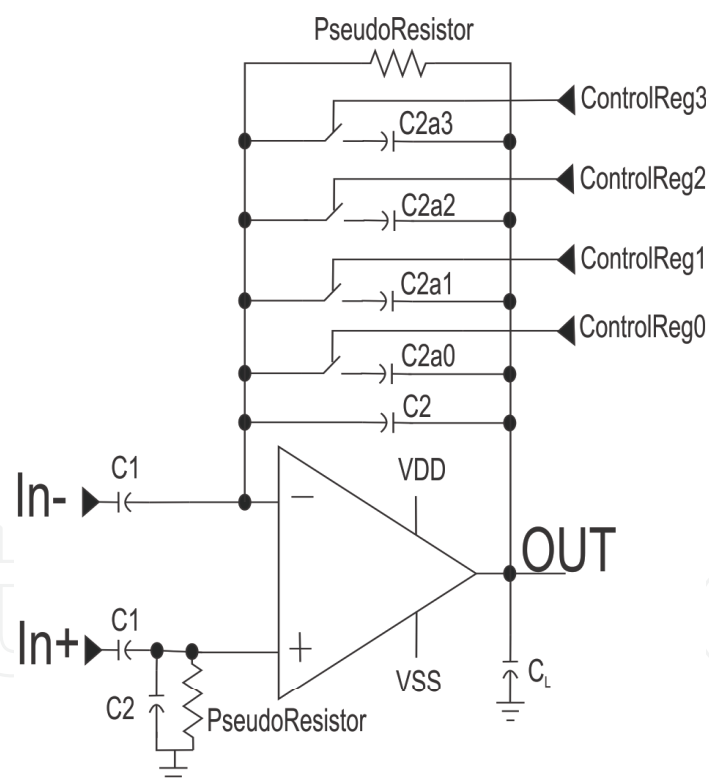 PseudoResistor
ControlReg3
C2a3
ControlReg2
C2a2
ControlReg1
C2a1
ControlReg0
C2a0
C2
C1
VDD
In-
−
OUT
C1
In+
+
VSS
CL
C2
PseudoResistor